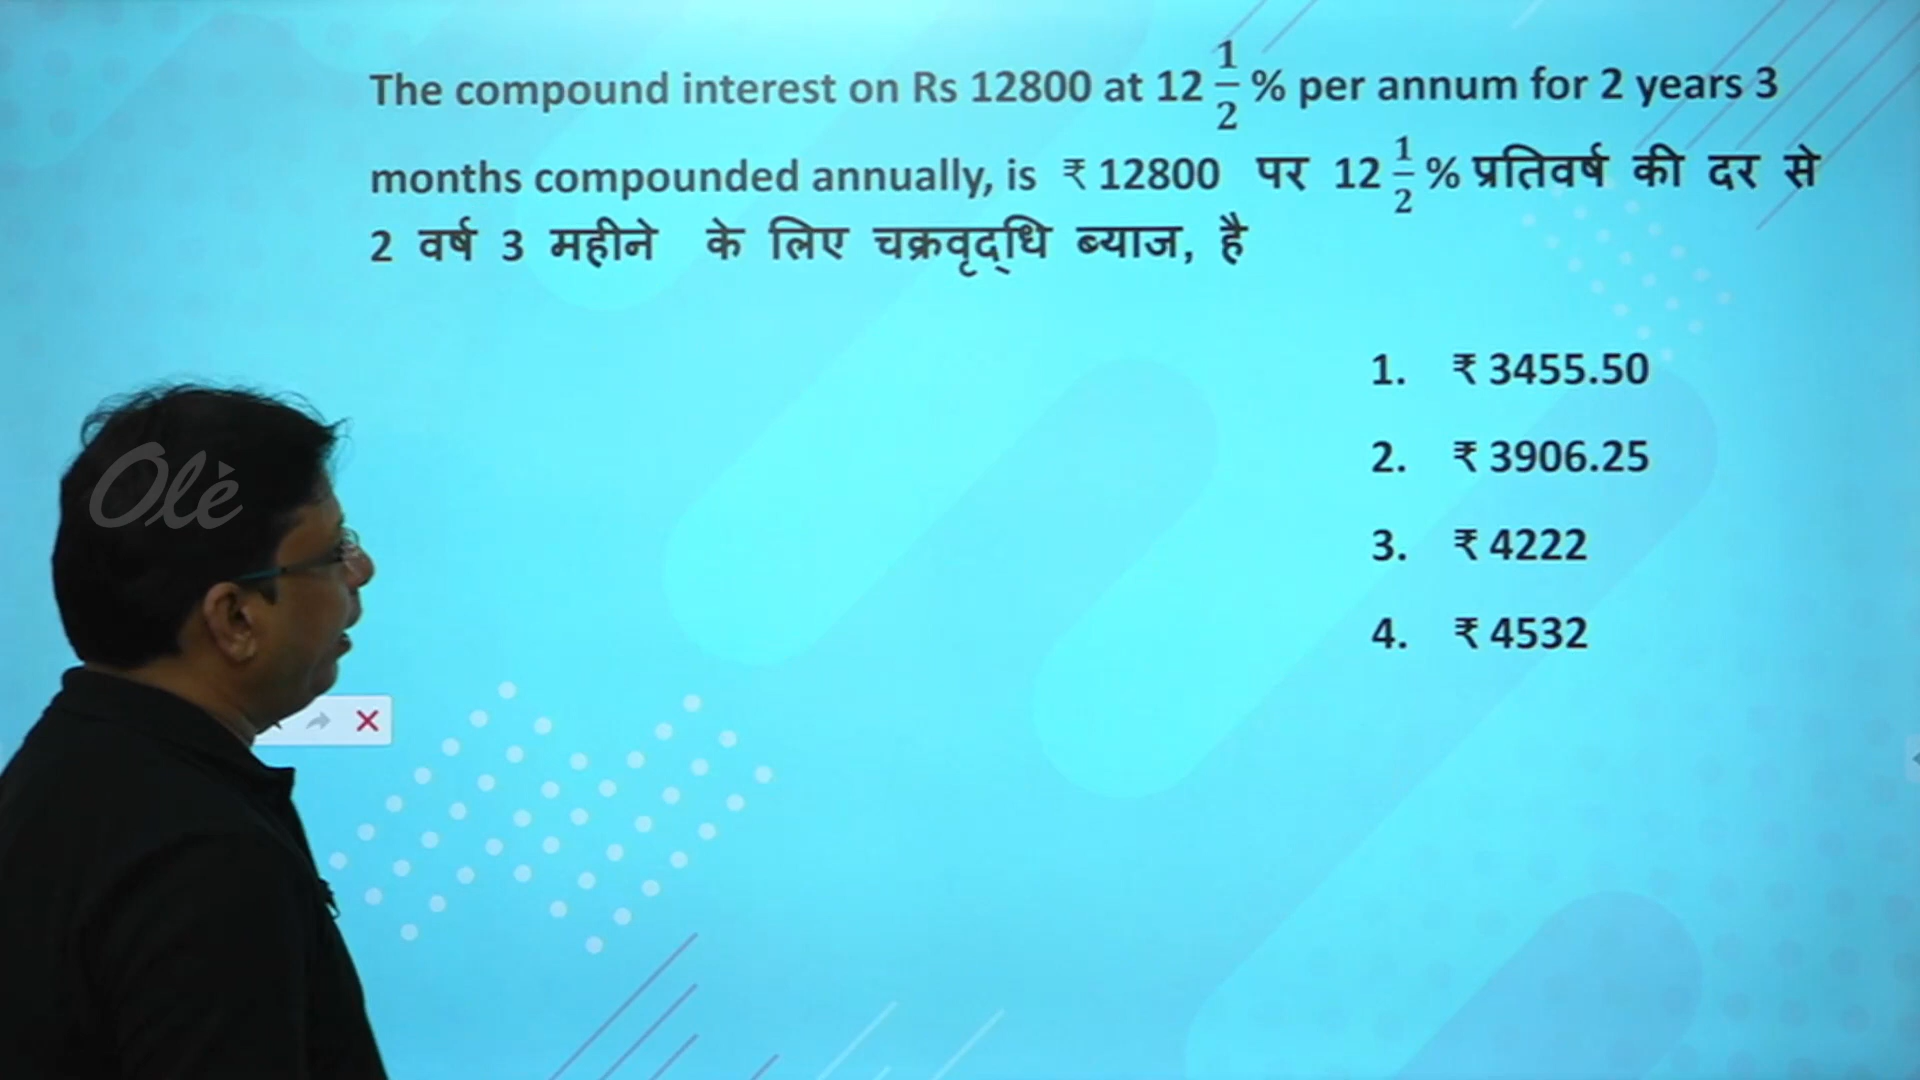 The compound interest on Rs 12800 at 12 1/2 % per annum for 2 years 3
months compounded annually, is ₹ 12800 पर 12 1/2 % प्रतिवर्ष की दर से
2 वर्ष 3 महीने के लिए चक्रवृद्धि ब्याज, है
1. ₹ 3455.50
2. ₹ 3906.25
3. ₹ 4222
4. ₹ 4532
Olè